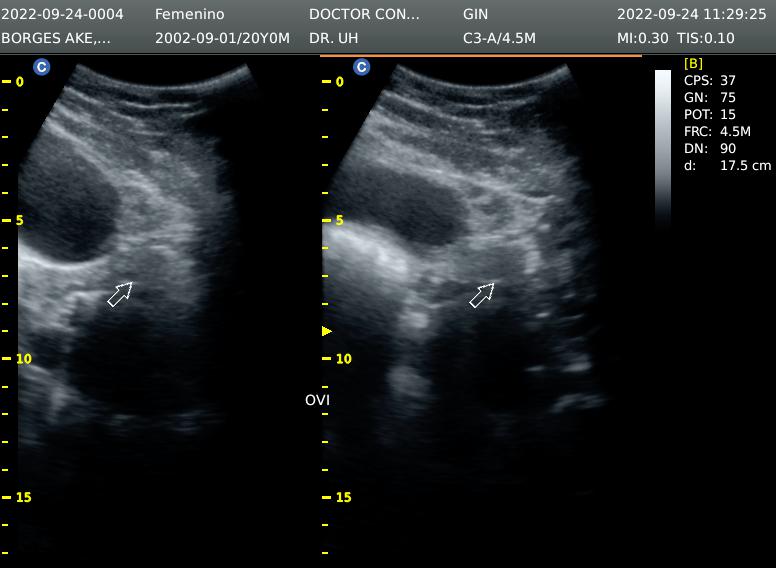 2022-09-24-0004 Femenino DOCTOR CON... GIN 2022-09-24 11:29:25
BORGES AKE,... 2002-09-01/20Y0M DR. UH C3-A/4.5M MI:0.30 TIS:0.10
C
C
[B]
CPS: 37
GN: 75
POT: 15
FRC: 4.5M
DN: 90
d: 17.5 cm
0
5
10
15
0
5
10
15
OVI